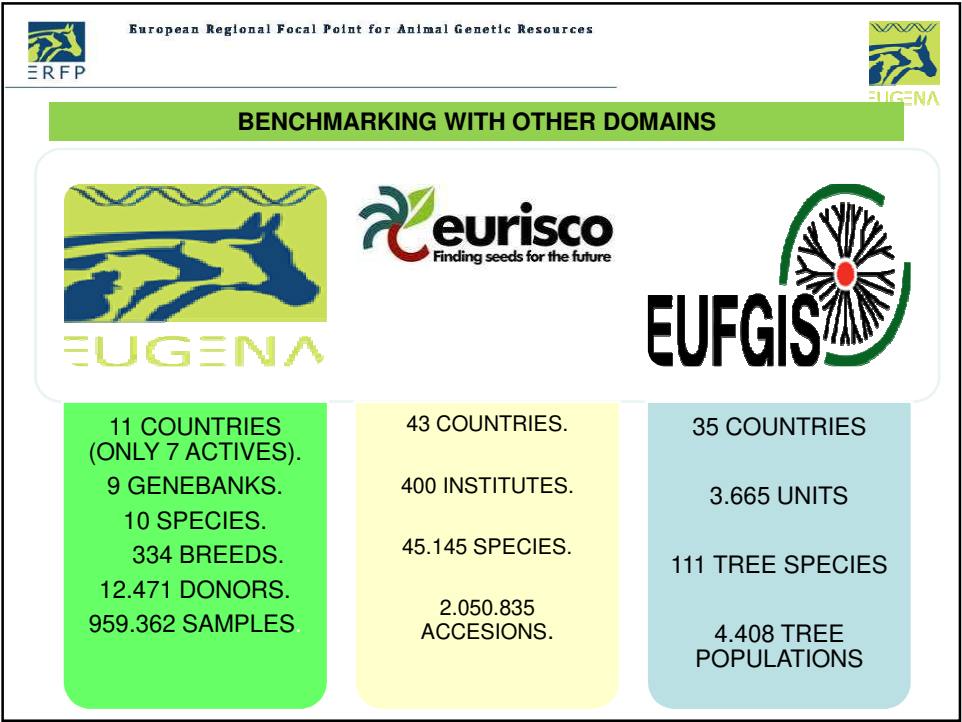 European Regional Focal Point for Animal Genetic Resources
ERFP
EUGENA
BENCHMARKING WITH OTHER DOMAINS
EUGENA
eurisco
Finding seeds for the future
EUFGIS
11 COUNTRIES
(ONLY 7 ACTIVES).
9 GENEBANKS.
10 SPECIES.
334 BREEDS.
12.471 DONORS.
959.362 SAMPLES.
43 COUNTRIES.
400 INSTITUTES.
45.145 SPECIES.
2.050.835
ACCESIONS.
35 COUNTRIES
3.665 UNITS
111 TREE SPECIES
4.408 TREE
POPULATIONS